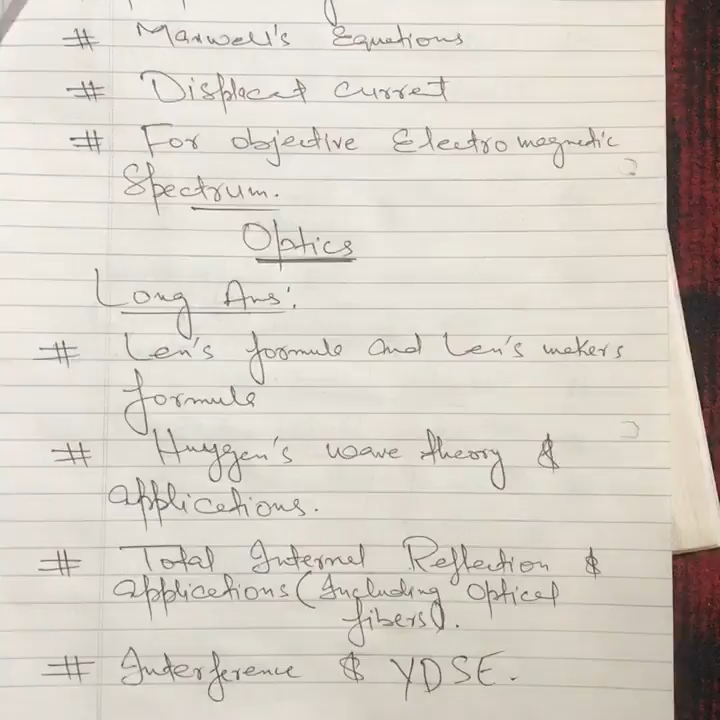 # Maxwell's Equations
# Displacet curret
# For objective Electromagnetic
Spectrum.
Optics
Long Ans:
# Len's formula and Len's makers
formula
# Huygen's wave theory &
applications.
# Total Internal Reflection &
applications (Including Optical
fibers).
# Interference & YDSE.